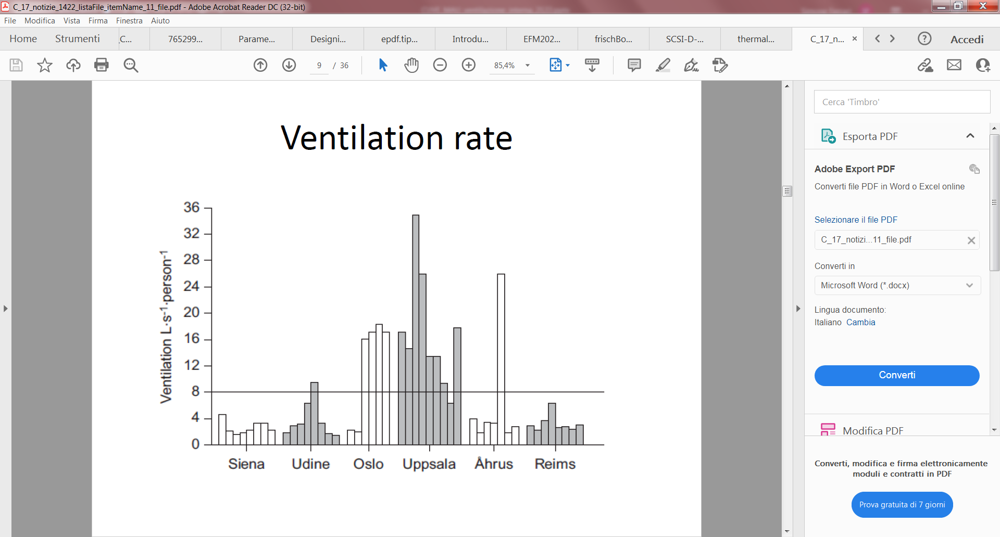 C_17_notizie_1422_listaFile_itemName_11_file.pdf - Adobe Acrobat Reader DC (32-bit)
File Modifica Vista Firma Finestra Aiuto
Home Strumenti _C... 765299... Parame... Designi... epdf.tip... Introdu... EFM202... frischBo... SCSI-D-... thermal... C_17_n... Accedi
9 / 36 85,4%
Ventilation rate
Ventilation L·s-1·person-1
36
32
28
24
20
16
12
8
4
0
Siena Udine Oslo Uppsala Åhrus Reims
Cerca 'Timbro'
Esporta PDF
Adobe Export PDF
Converti file PDF in Word o Excel online
Selezionare il file PDF
C_17_notizi...11_file.pdf
Converti in
Microsoft Word (*.docx)
Lingua documento:
Italiano Cambia
Converti
Modifica PDF
Converti, modifica e firma elettronicamente
moduli e contratti in PDF
Prova gratuita di 7 giorni